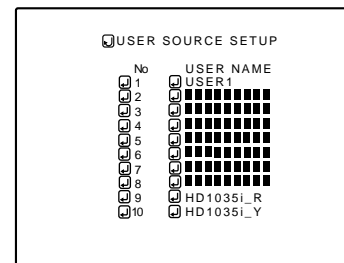 USER SOURCE SETUP
No USER NAME
1 USER1
2
3
4
5
6
7
8
9 HD1035i_R
10 HD1035i_Y